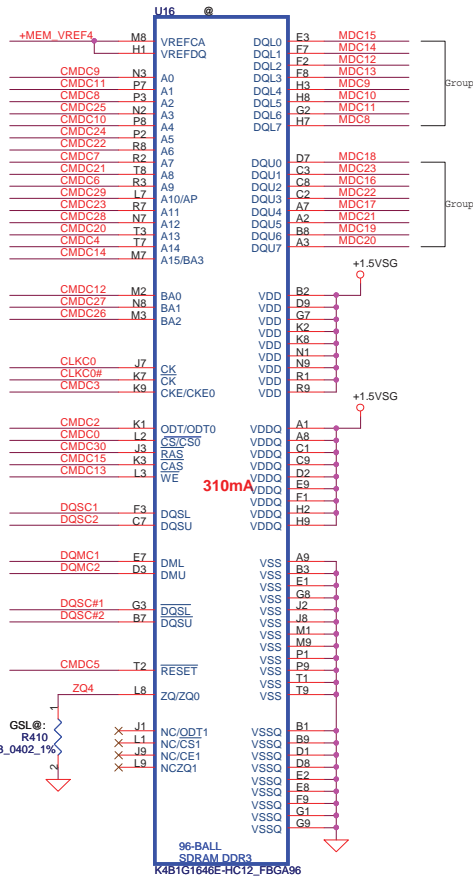 U16 @
+MEM_VREF4 M8 VREFCA DQL0 E3 MDC15
H1 VREFDQ DQL1 F7 MDC14
DQL2 F2 MDC12
CMDC9 N3 A0 DQL3 F8 MDC13
CMDC11 P7 A1 DQL4 H3 MDC9
CMDC8 P3 A2 DQL5 H8 MDC10
CMDC25 N2 A3 DQL6 G2 MDC11
CMDC10 P8 A4 DQL7 H7 MDC8
Group
CMDC24 P2 A5
CMDC22 R8 A6
CMDC7 R2 A7 DQU0 D7 MDC18
CMDC21 T8 A8 DQU1 C3 MDC23
CMDC6 R3 A9 DQU2 C8 MDC16
CMDC29 L7 A10/AP DQU3 C2 MDC22
CMDC23 R7 A11 DQU4 A7 MDC17
CMDC28 N7 A12 DQU5 A2 MDC21
CMDC20 T3 A13 DQU6 B8 MDC19
CMDC4 T7 A14 DQU7 A3 MDC20
Group
CMDC14 M7 A15/BA3
+1.5VSG
CMDC12 M2 BA0 VDD B2
CMDC27 N8 BA1 VDD D9
CMDC26 M3 BA2 VDD G7
VDD K2
VDD K8
VDD N1
CLKC0 J7 CK VDD N9
CLKC0# K7 CK VDD R1
CMDC3 K9 CKE/CKE0 VDD R9
+1.5VSG
CMDC2 K1 ODT/ODT0 VDDQ A1
CMDC0 L2 CS/CS0 VDDQ A8
CMDC30 J3 RAS VDDQ C1
CMDC15 K3 CAS VDDQ C9
CMDC13 L3 WE VDDQ D2
310mA VDDQ E9
VDDQ F1
DQSC1 F3 DQSL VDDQ H2
DQSC2 C7 DQSU VDDQ H9
DQMC1 E7 DML VSS A9
DQMC2 D3 DMU VSS B3
VSS E1
VSS G8
DQSC#1 G3 DQSL VSS J2
DQSC#2 B7 DQSU VSS J8
VSS M1
VSS M9
VSS P1
CMDC5 T2 RESET VSS P9
VSS T1
ZQ4 L8 ZQ/ZQ0 VSS T9
1
GSL@:
R410
_0402_1%
2
J1 NC/ODT1 VSSQ B1
L1 NC/CS1 VSSQ B9
J9 NC/CE1 VSSQ D1
L9 NCZQ1 VSSQ D8
VSSQ E2
VSSQ E8
VSSQ F9
VSSQ G1
VSSQ G9
96-BALL
SDRAM DDR3
K4B1G1646E-HC12_FBGA96